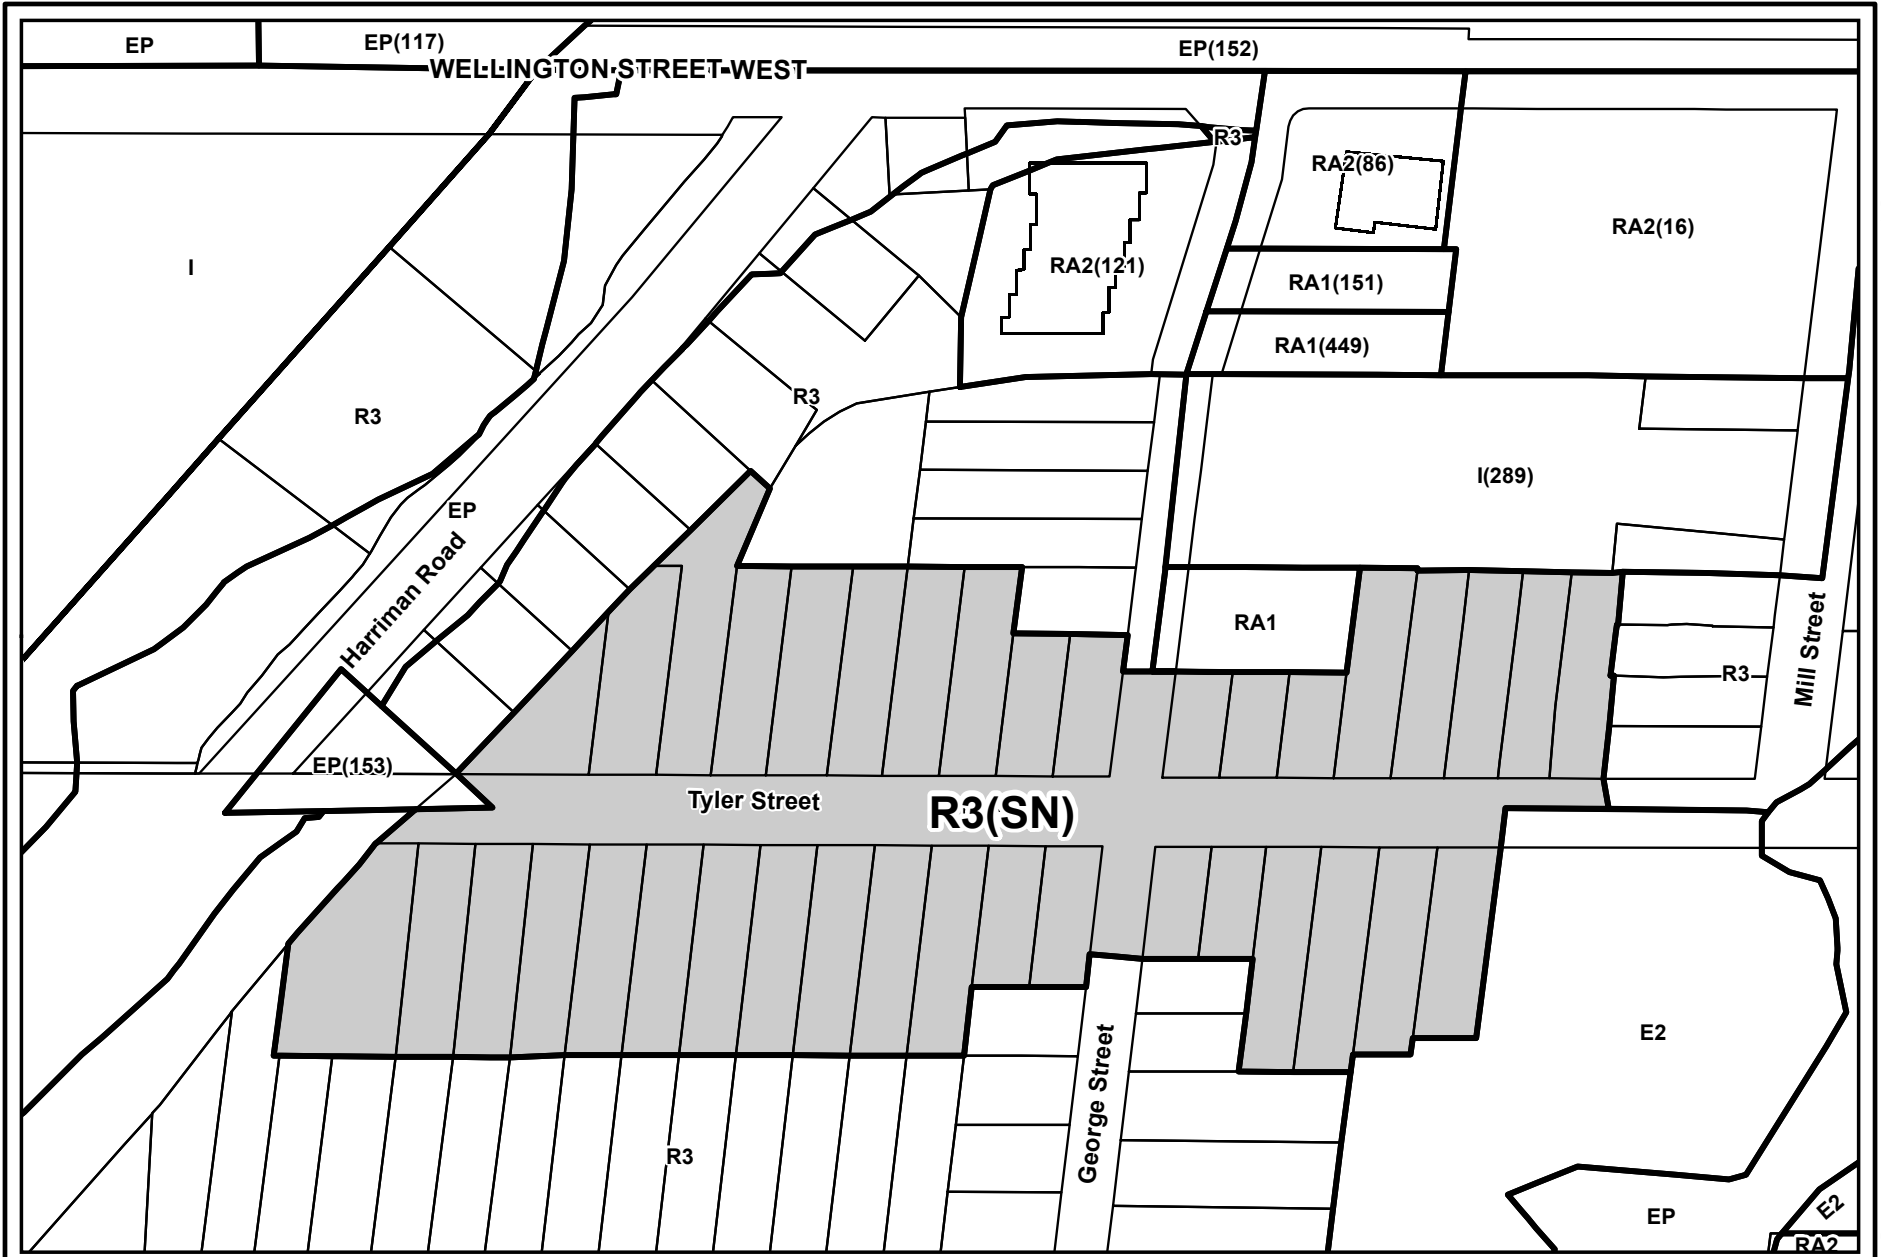 EP
EP(117)
EP(152)
WELLINGTON STREET WEST
R3
RA2(86)
RA2(16)
I
RA2(121)
RA1(151)
RA1(449)
R3
R3
I(289)
EP
Harriman Road
RA1
Mill Street
R3
EP(153)
Tyler Street
R3(SN)
E2
George Street
R3
EP
E2
RA2